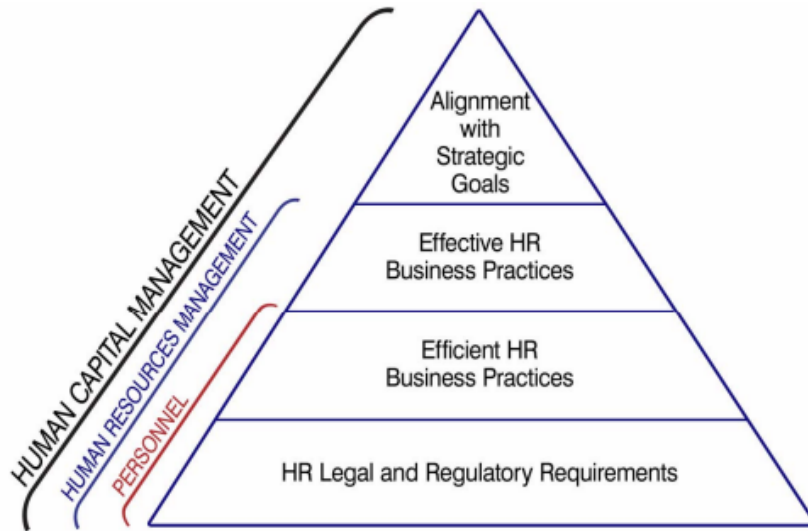 HUMAN CAPITAL MANAGEMENT
HUMAN RESOURCES MANAGEMENT
PERSONNEL
Alignment
with
Strategic
Goals
Effective HR
Business Practices
Efficient HR
Business Practices
HR Legal and Regulatory Requirements